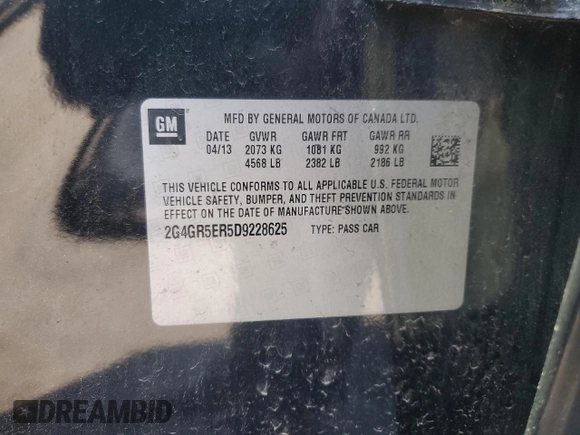 GM
MFD BY GENERAL MOTORS OF CANADA LTD.
DATE GVWR GAWR FRT GAWR RR
04/13 2073 KG 1081 KG 992 KG
4568 LB 2382 LB 2186 LB
THIS VEHICLE CONFORMS TO ALL APPLICABLE U.S. FEDERAL MOTOR
VEHICLE SAFETY, BUMPER, AND THEFT PREVENTION STANDARDS IN
EFFECT ON THE DATE OF MANUFACTURE SHOWN ABOVE.
2G4GR5ER5D9228625 TYPE: PASS CAR
DREAMBID